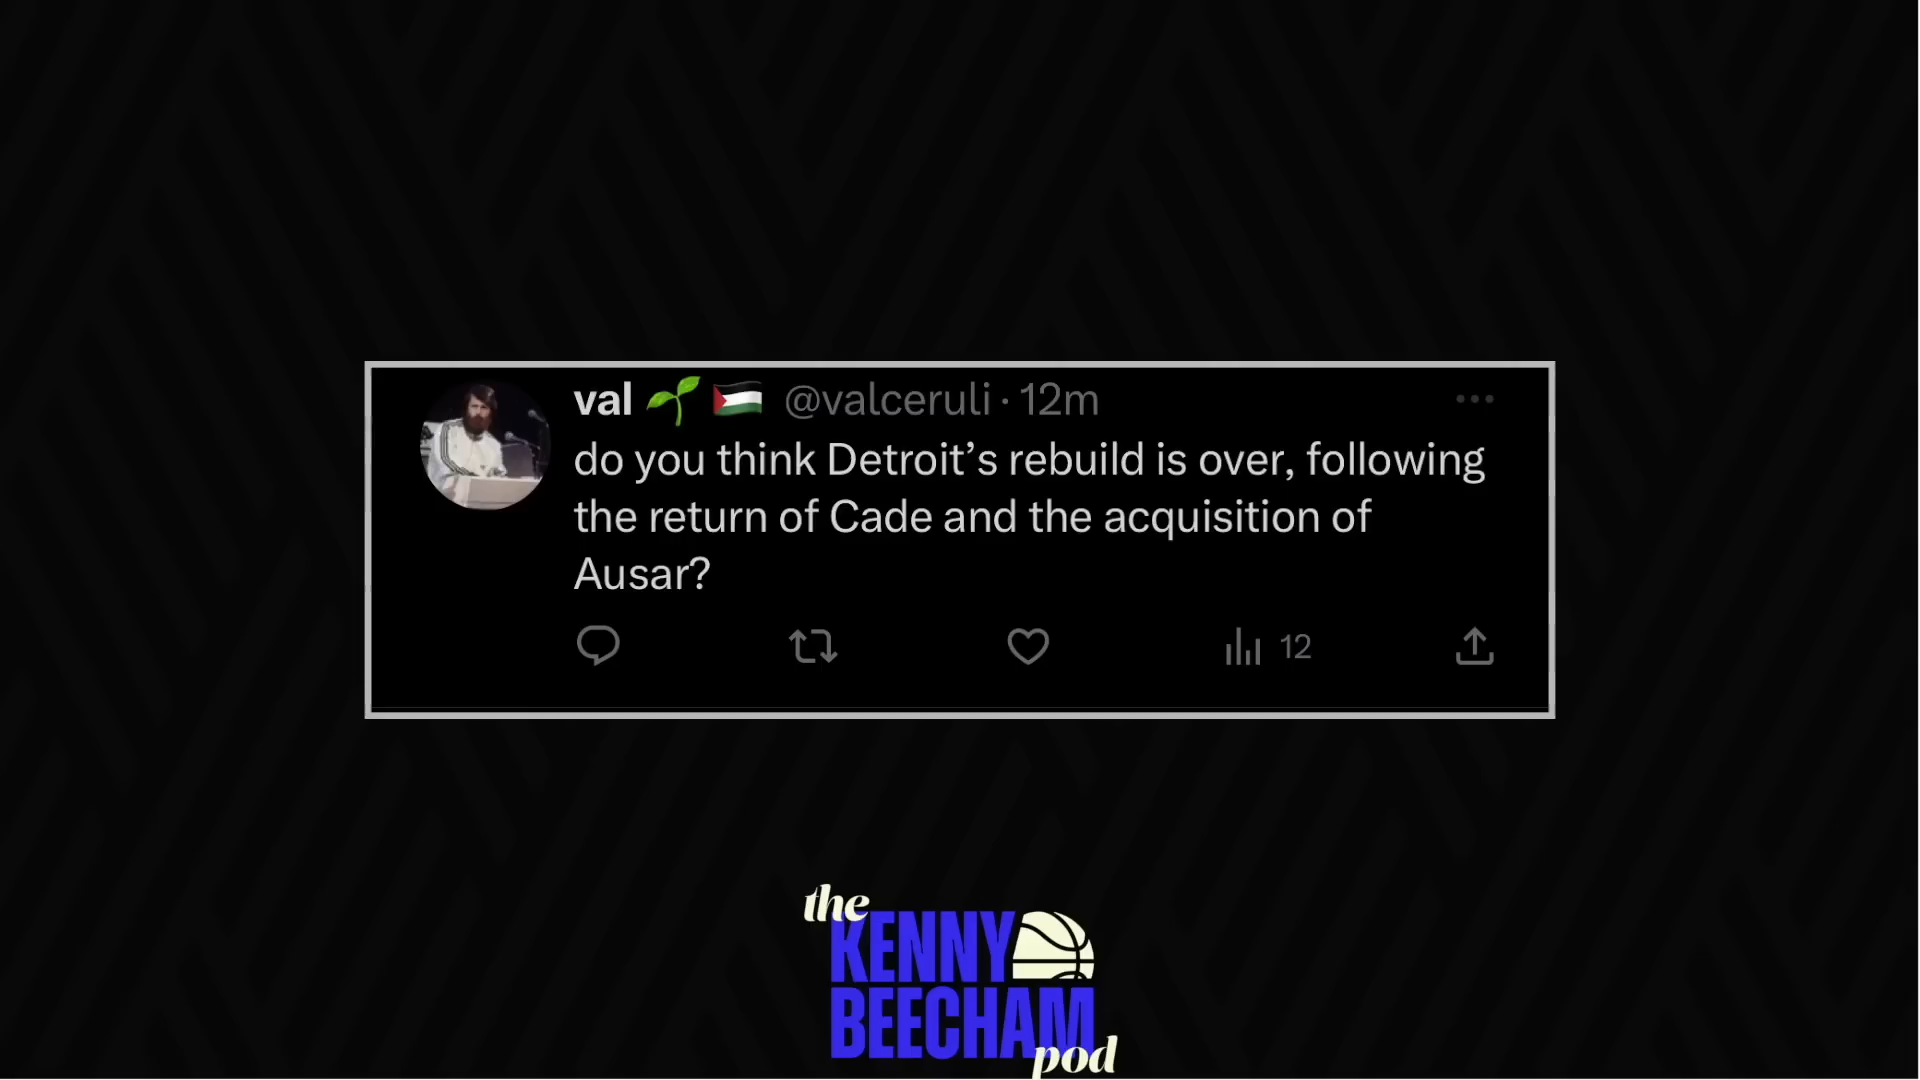 val 🌱 🇵🇸 @valceruli · 12m
do you think Detroit’s rebuild is over, following
the return of Cade and the acquisition of
Ausar?
12
the
KENNY
BEECHAM
pod